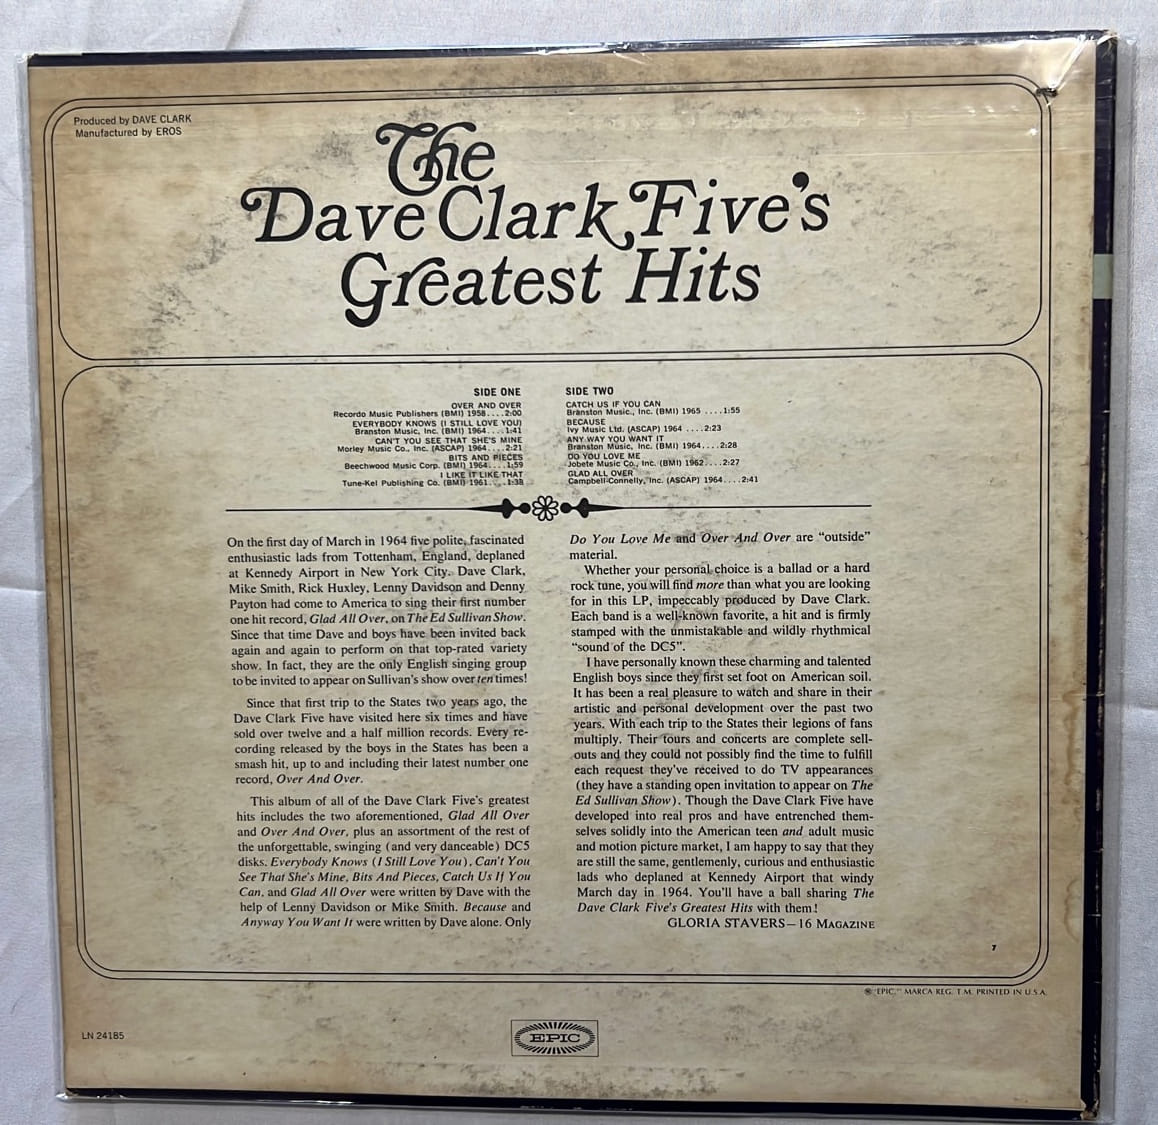 Produced by DAVE CLARK
Manufactured by EROS
The
Dave Clark Five's
Greatest Hits
SIDE ONE
OVER AND OVER
Recordo Music Publishers (BMI) 1958....2:00
EVERYBODY KNOWS (I STILL LOVE YOU)
Branston Music, Inc. (BMI) 1964....1:41
CAN'T YOU SEE THAT SHE'S MINE
Morley Music Co., Inc. (ASCAP) 1964....2:21
BITS AND PIECES
Beechwood Music Corp. (BMI) 1964....1:59
I LIKE IT LIKE THAT
Tune-Kel Publishing Co. (BMI) 1961....1:38
SIDE TWO
CATCH US IF YOU CAN
Branston Music., Inc. (BMI) 1965 ....1:55
BECAUSE
Ivy Music Ltd. (ASCAP) 1964 ....2:23
ANY WAY YOU WANT IT
Branston Music, Inc. (BMI) 1964....2:28
DO YOU LOVE ME
Jobete Music Co., Inc. (BMI) 1962....2:27
GLAD ALL OVER
Campbell-Connelly, Inc. (ASCAP) 1964....2:41
On the first day of March in 1964 five polite, fascinated
enthusiastic lads from Tottenham, England, deplaned
at Kennedy Airport in New York City. Dave Clark,
Mike Smith, Rick Huxley, Lenny Davidson and Denny
Payton had come to America to sing their first number
one hit record, Glad All Over, on The Ed Sullivan Show.
Since that time Dave and boys have been invited back
again and again to perform on that top-rated variety
show. In fact, they are the only English singing group
to be invited to appear on Sullivan's show over ten times!
Since that first trip to the States two years ago, the
Dave Clark Five have visited here six times and have
sold over twelve and a half million records. Every re-
cording released by the boys in the States has been a
smash hit, up to and including their latest number one
record, Over And Over.
This album of all of the Dave Clark Five's greatest
hits includes the two aforementioned, Glad All Over
and Over And Over, plus an assortment of the rest of
the unforgettable, swinging (and very danceable) DC5
disks. Everybody Knows (I Still Love You), Can't You
See That She's Mine, Bits And Pieces, Catch Us If You
Can, and Glad All Over were written by Dave with the
help of Lenny Davidson or Mike Smith. Because and
Anyway You Want It were written by Dave alone. Only
Do You Love Me and Over And Over are "outside"
material.
Whether your personal choice is a ballad or a hard
rock tune, you will find more than what you are looking
for in this LP, impeccably produced by Dave Clark.
Each band is a well-known favorite, a hit and is firmly
stamped with the unmistakable and wildly rhythmical
"sound of the DC5".
I have personally known these charming and talented
English boys since they first set foot on American soil.
It has been a real pleasure to watch and share in their
artistic and personal development over the past two
years. With each trip to the States their legions of fans
multiply. Their tours and concerts are complete sell-
outs and they could not possibly find the time to fulfill
each request they've received to do TV appearances
(they have a standing open invitation to appear on The
Ed Sullivan Show). Though the Dave Clark Five have
developed into real pros and have entrenched them-
selves solidly into the American teen and adult music
and motion picture market, I am happy to say that they
are still the same, gentlemenly, curious and enthusiastic
lads who deplaned at Kennedy Airport that windy
March day in 1964. You'll have a ball sharing The
Dave Clark Five's Greatest Hits with them!
GLORIA STAVERS—16 MAGAZINE
7
® "EPIC," MARCA REG. T.M. PRINTED IN U.S.A.
LN 24185
EPIC